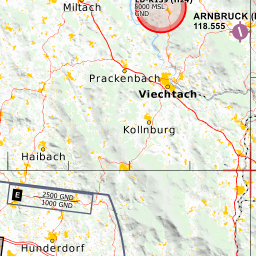 Miltach
5000 MSL
GND
ARNBRUCK
118.555
Prackenbach
Viechtach
Kollnburg
Haibach
E
2500 GND
1000 GND
Hunderdorf